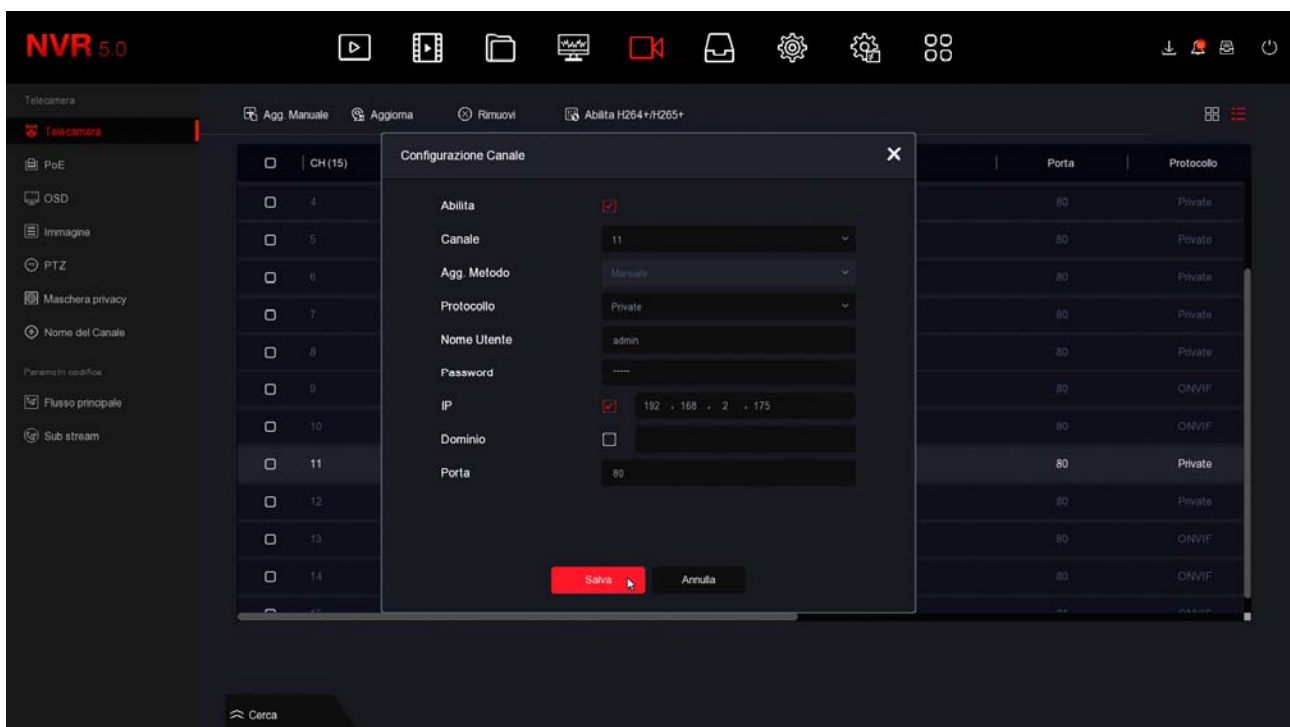 NVR 5.0
Telecamera
Telecamera
PoE
OSD
Immagine
PTZ
Maschera privacy
Nome del Canale
Parametri codifica
Flusso principale
Sub stream
Agg. Manuale Aggiorna Rimuovi Abilita H264+/H265+
CH (15) Porta Protocollo
4 80 Private
5 80 Private
6 80 Private
7 80 Private
8 80 Private
9 80 ONVIF
10 80 ONVIF
11 80 Private
12 80 Private
13 80 ONVIF
14 80 ONVIF
Configurazione Canale
Abilita
Canale 11
Agg. Metodo Manuale
Protocollo Private
Nome Utente admin
Password -----
IP 192 . 168 . 2 . 175
Dominio
Porta 80
Salva Annulla
Cerca